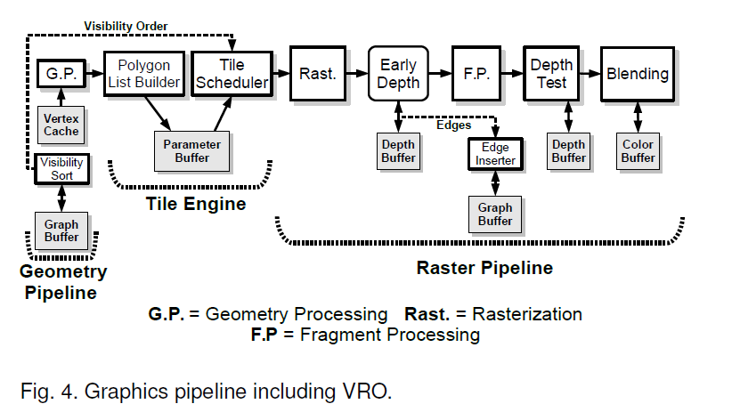 Visibility Order
G.P.
Polygon
List Builder
Tile
Scheduler
Rast.
Early
Depth
F.P.
Depth
Test
Blending
Vertex
Cache
Edges
Parameter
Buffer
Depth
Buffer
Edge
Inserter
Depth
Buffer
Color
Buffer
Visibility
Sort
Graph
Buffer
Graph
Buffer
Tile Engine
Geometry
Pipeline
Raster Pipeline
G.P. = Geometry Processing Rast. = Rasterization
F.P = Fragment Processing
Fig. 4. Graphics pipeline including VRO.